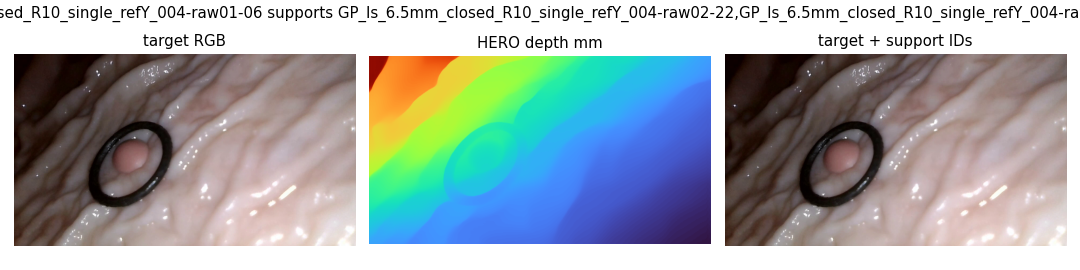 sed_R10_single_refY_004-raw01-06 supports GP_ls_6.5mm_closed_R10_single_refY_004-raw02-22,GP_ls_6.5mm_closed_R10_single_refY_004-ra
target RGB
HERO depth mm
target + support IDs